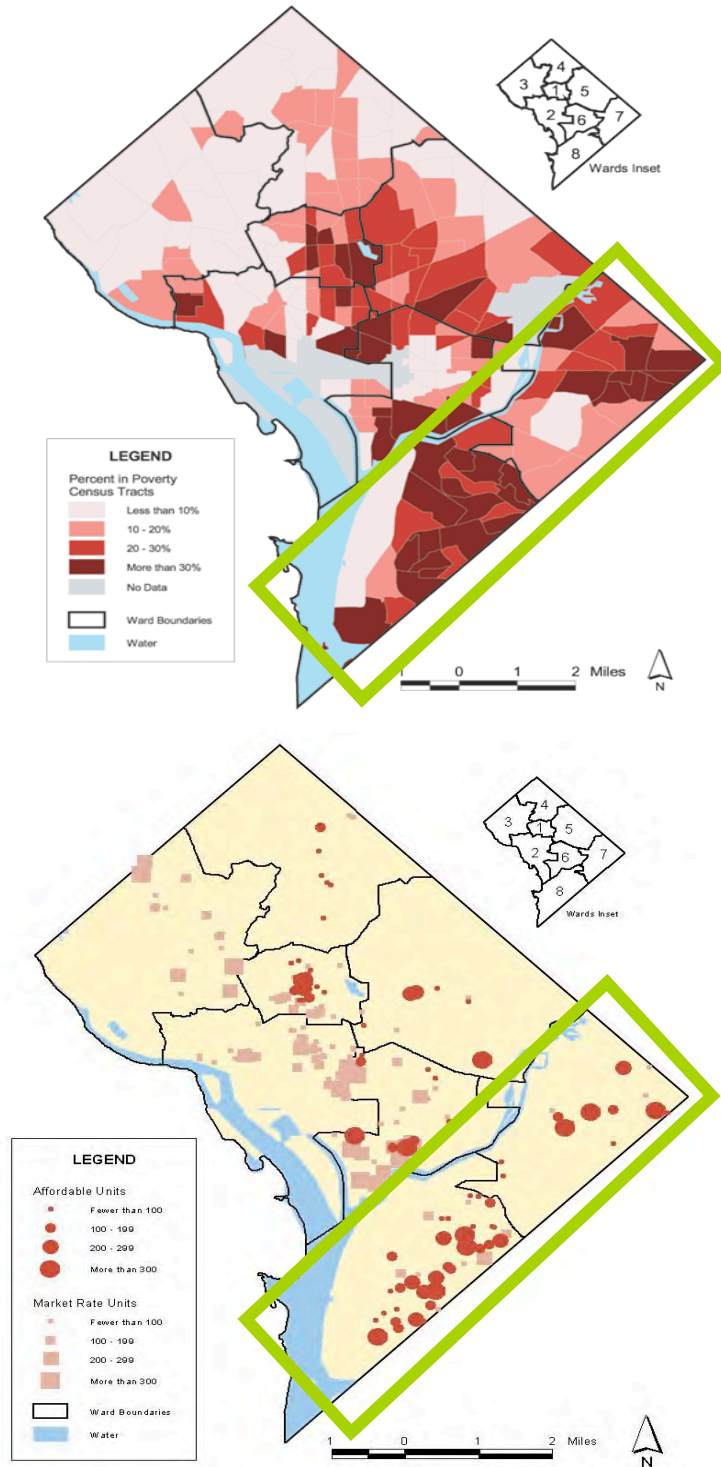 4
3
1
5
2
6
7
8
Wards Inset
LEGEND
Percent in Poverty
Census Tracts
Less than 10%
10 - 20%
20 - 30%
More than 30%
No Data
Ward Boundaries
Water
1 0 1 2 Miles
N
4
3
1
5
2
6
7
8
Wards Inset
LEGEND
Affordable Units
Fewer than 100
100 - 199
200 - 299
More than 300
Market Rate Units
Fewer than 100
100 - 199
200 - 299
More than 300
Ward Boundaries
Water
1 0 1 2 Miles
N